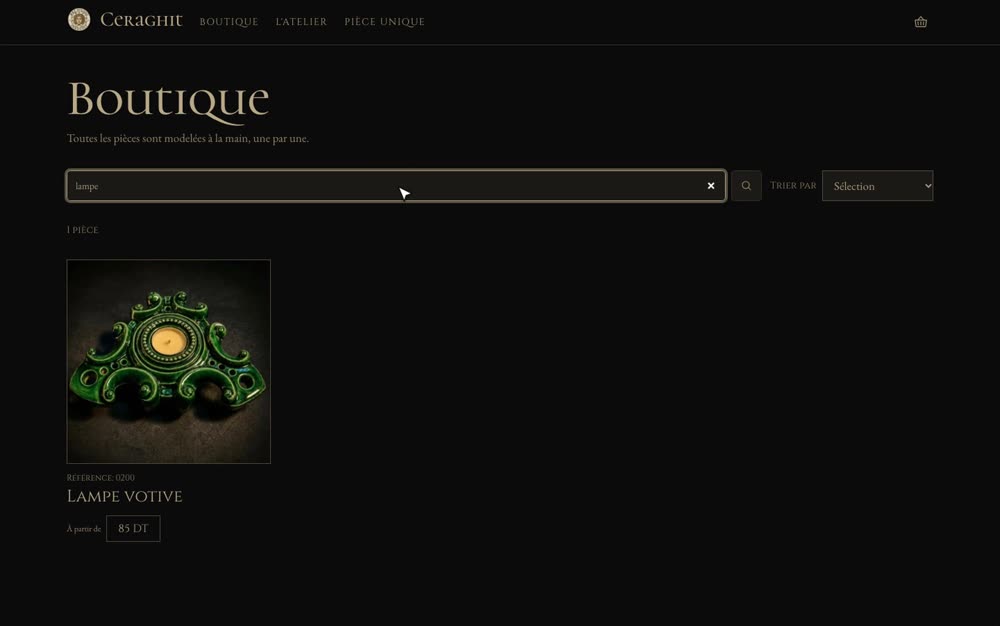 Ceraghit
BOUTIQUE
L'ATELIER
PIÈCE UNIQUE
Boutique
Toutes les pièces sont modelées à la main, une par une.
lampe
Trier par
Sélection
1 pièce
Référence: 0200
Lampe votive
À partir de
85 DT